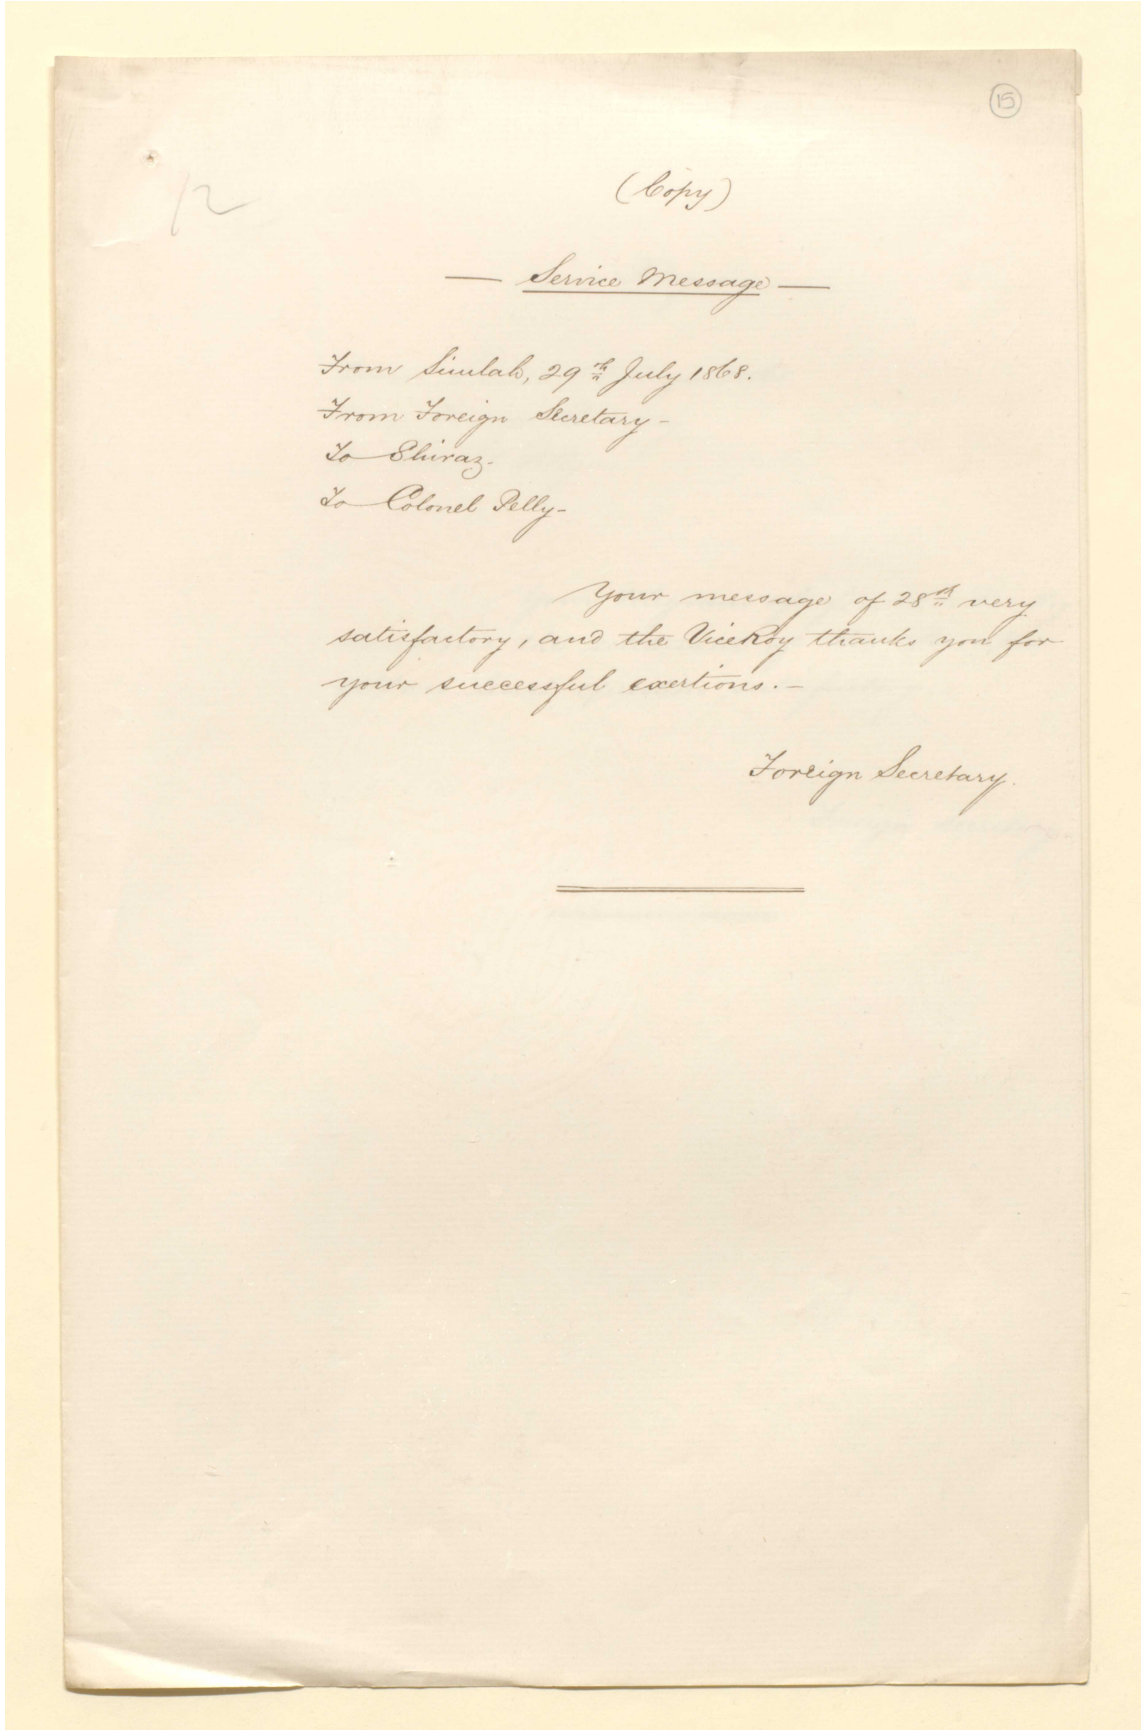 15
12
(Copy)
— Service Message —
From Simlah, 29th July 1868.
From Foreign Secretary -
To Shiraz.
To Colonel Pelly -
Your message of 28th very
satisfactory, and the ViceRoy thanks you for
your successful exertions. -
Foreign Secretary.